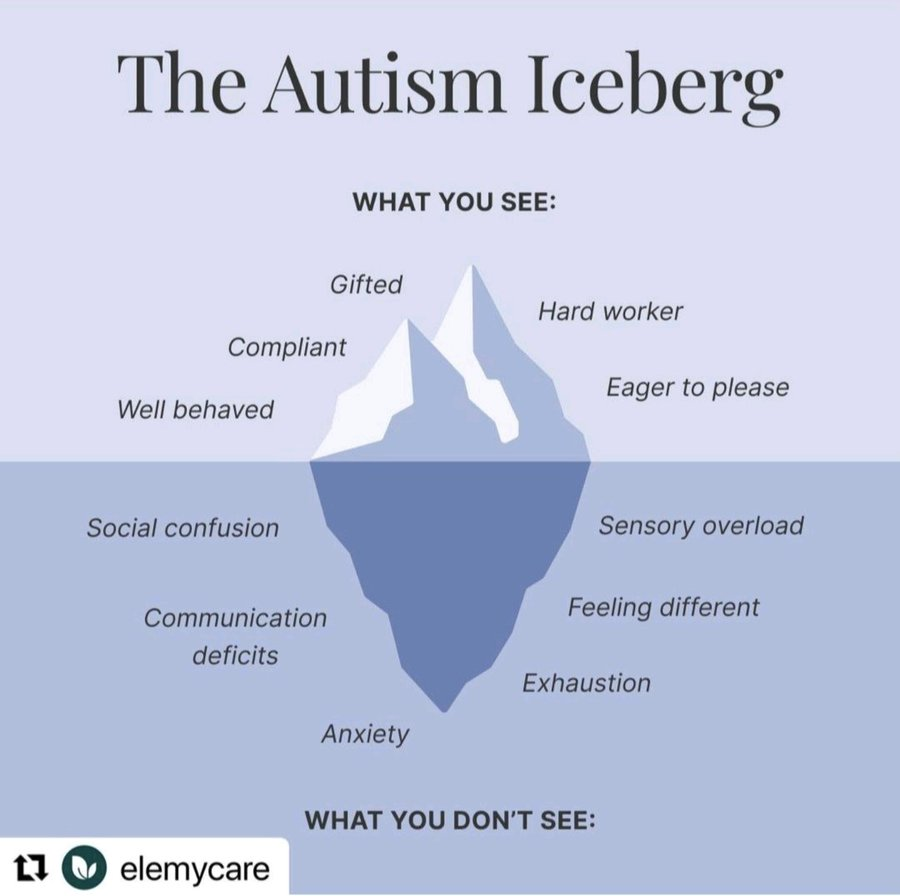 The Autism Iceberg
WHAT YOU SEE:
Gifted
Hard worker
Compliant
Eager to please
Well behaved
Social confusion
Sensory overload
Feeling different
Communication
deficits
Exhaustion
Anxiety
WHAT YOU DON'T SEE:
elemycare